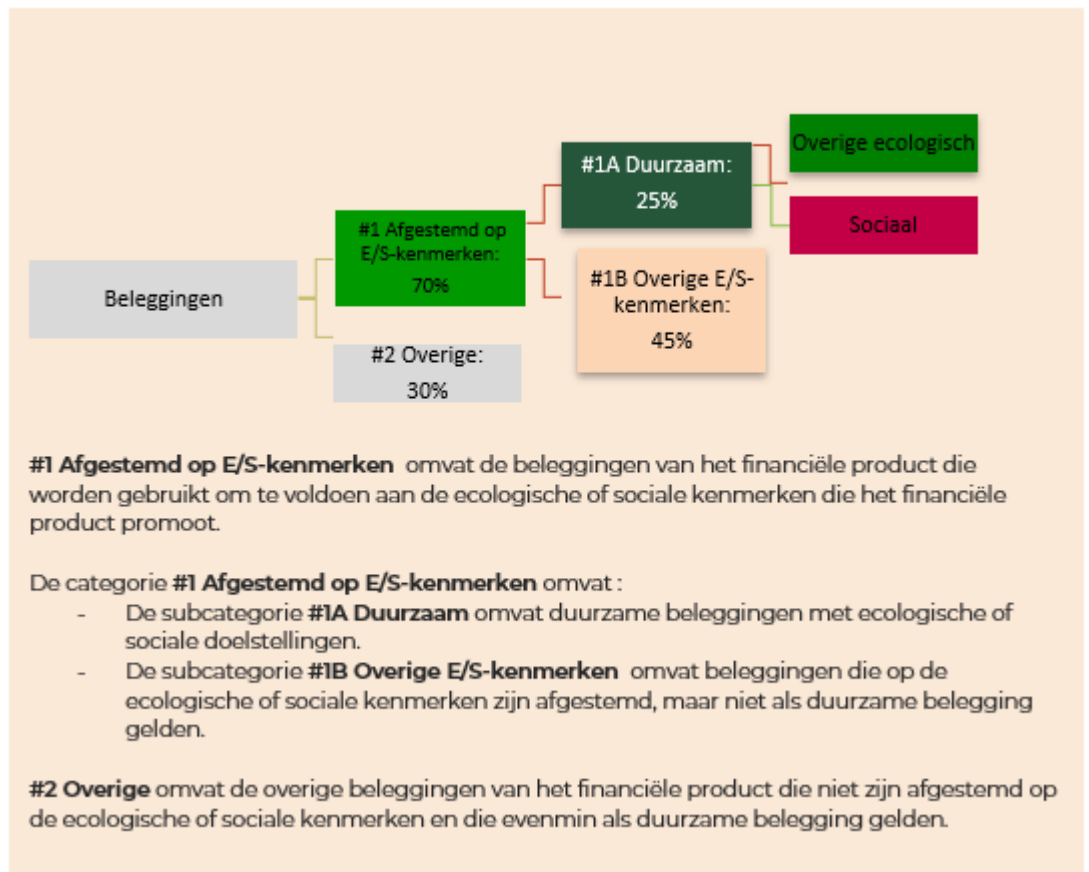 Overige ecologisch
#1A Duurzaam:
25%
Sociaal
#1 Afgestemd op
E/S-kenmerken:
70%
#1B Overige E/S-
kenmerken:
45%
Beleggingen
#2 Overige:
30%
#1 Afgestemd op E/S-kenmerken omvat de beleggingen van het financiële product die
worden gebruikt om te voldoen aan de ecologische of sociale kenmerken die het financiële
product promoot.
De categorie #1 Afgestemd op E/S-kenmerken omvat :
- De subcategorie #1A Duurzaam omvat duurzame beleggingen met ecologische of
sociale doelstellingen.
- De subcategorie #1B Overige E/S-kenmerken omvat beleggingen die op de
ecologische of sociale kenmerken zijn afgestemd, maar niet als duurzame belegging
gelden.
#2 Overige omvat de overige beleggingen van het financiële product die niet zijn afgestemd op
de ecologische of sociale kenmerken en die evenmin als duurzame belegging gelden.